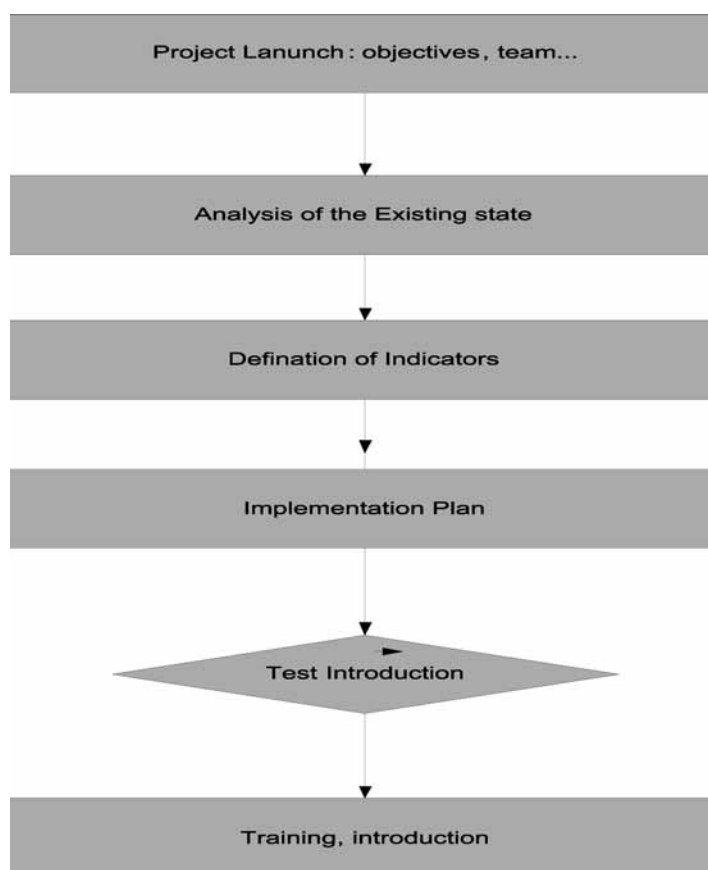 Project Lanunch : objectives, team...
Analysis of the Existing state
Defination of Indicators
Implementation Plan
Test Introduction
Training, introduction